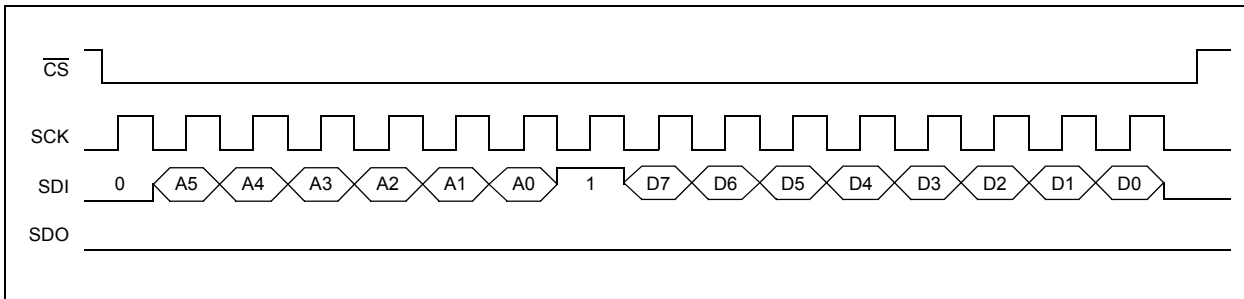 CS
SCK
SDI 0 A5 A4 A3 A2 A1 A0 1 D7 D6 D5 D4 D3 D2 D1 D0
SDO